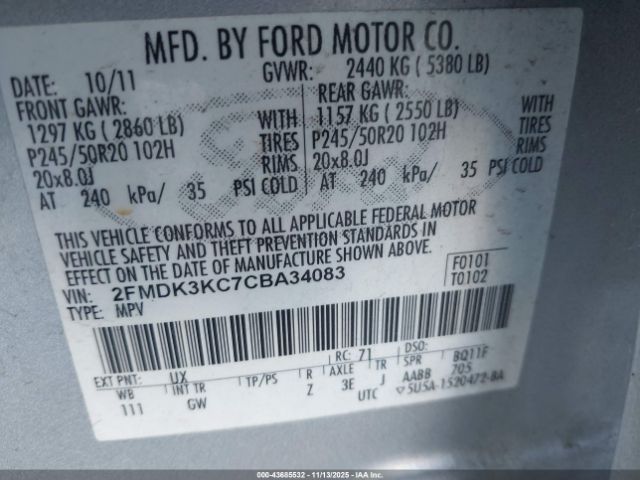 MFD. BY FORD MOTOR CO.
DATE: 10/11 GVWR: 2440 KG ( 5380 LB)
FRONT GAWR: REAR GAWR:
1297 KG ( 2860 LB) WITH 1157 KG ( 2550 LB) WITH
P245/50R20 102H TIRES P245/50R20 102H TIRES
20x8.0J RIMS 20x8.0J RIMS
AT 240 kPa/ 35 PSI COLD AT 240 kPa/ 35 PSI COLD
THIS VEHICLE CONFORMS TO ALL APPLICABLE FEDERAL MOTOR
VEHICLE SAFETY AND THEFT PREVENTION STANDARDS IN
EFFECT ON THE DATE OF MANUFACTURE SHOWN ABOVE.
VIN: 2FMDK3KC7CBA34083 F0101
TYPE: MPV T0102
EXT PNT: UX RC: 71 DSO:
WB INT TR TP/PS R AXLE TR SPR BQ11F
111 GW Z 3E J AABB 705
UTC ▽5U5A-1520472-BA
000-43685532 - 11/13/2025 - IAAI.com